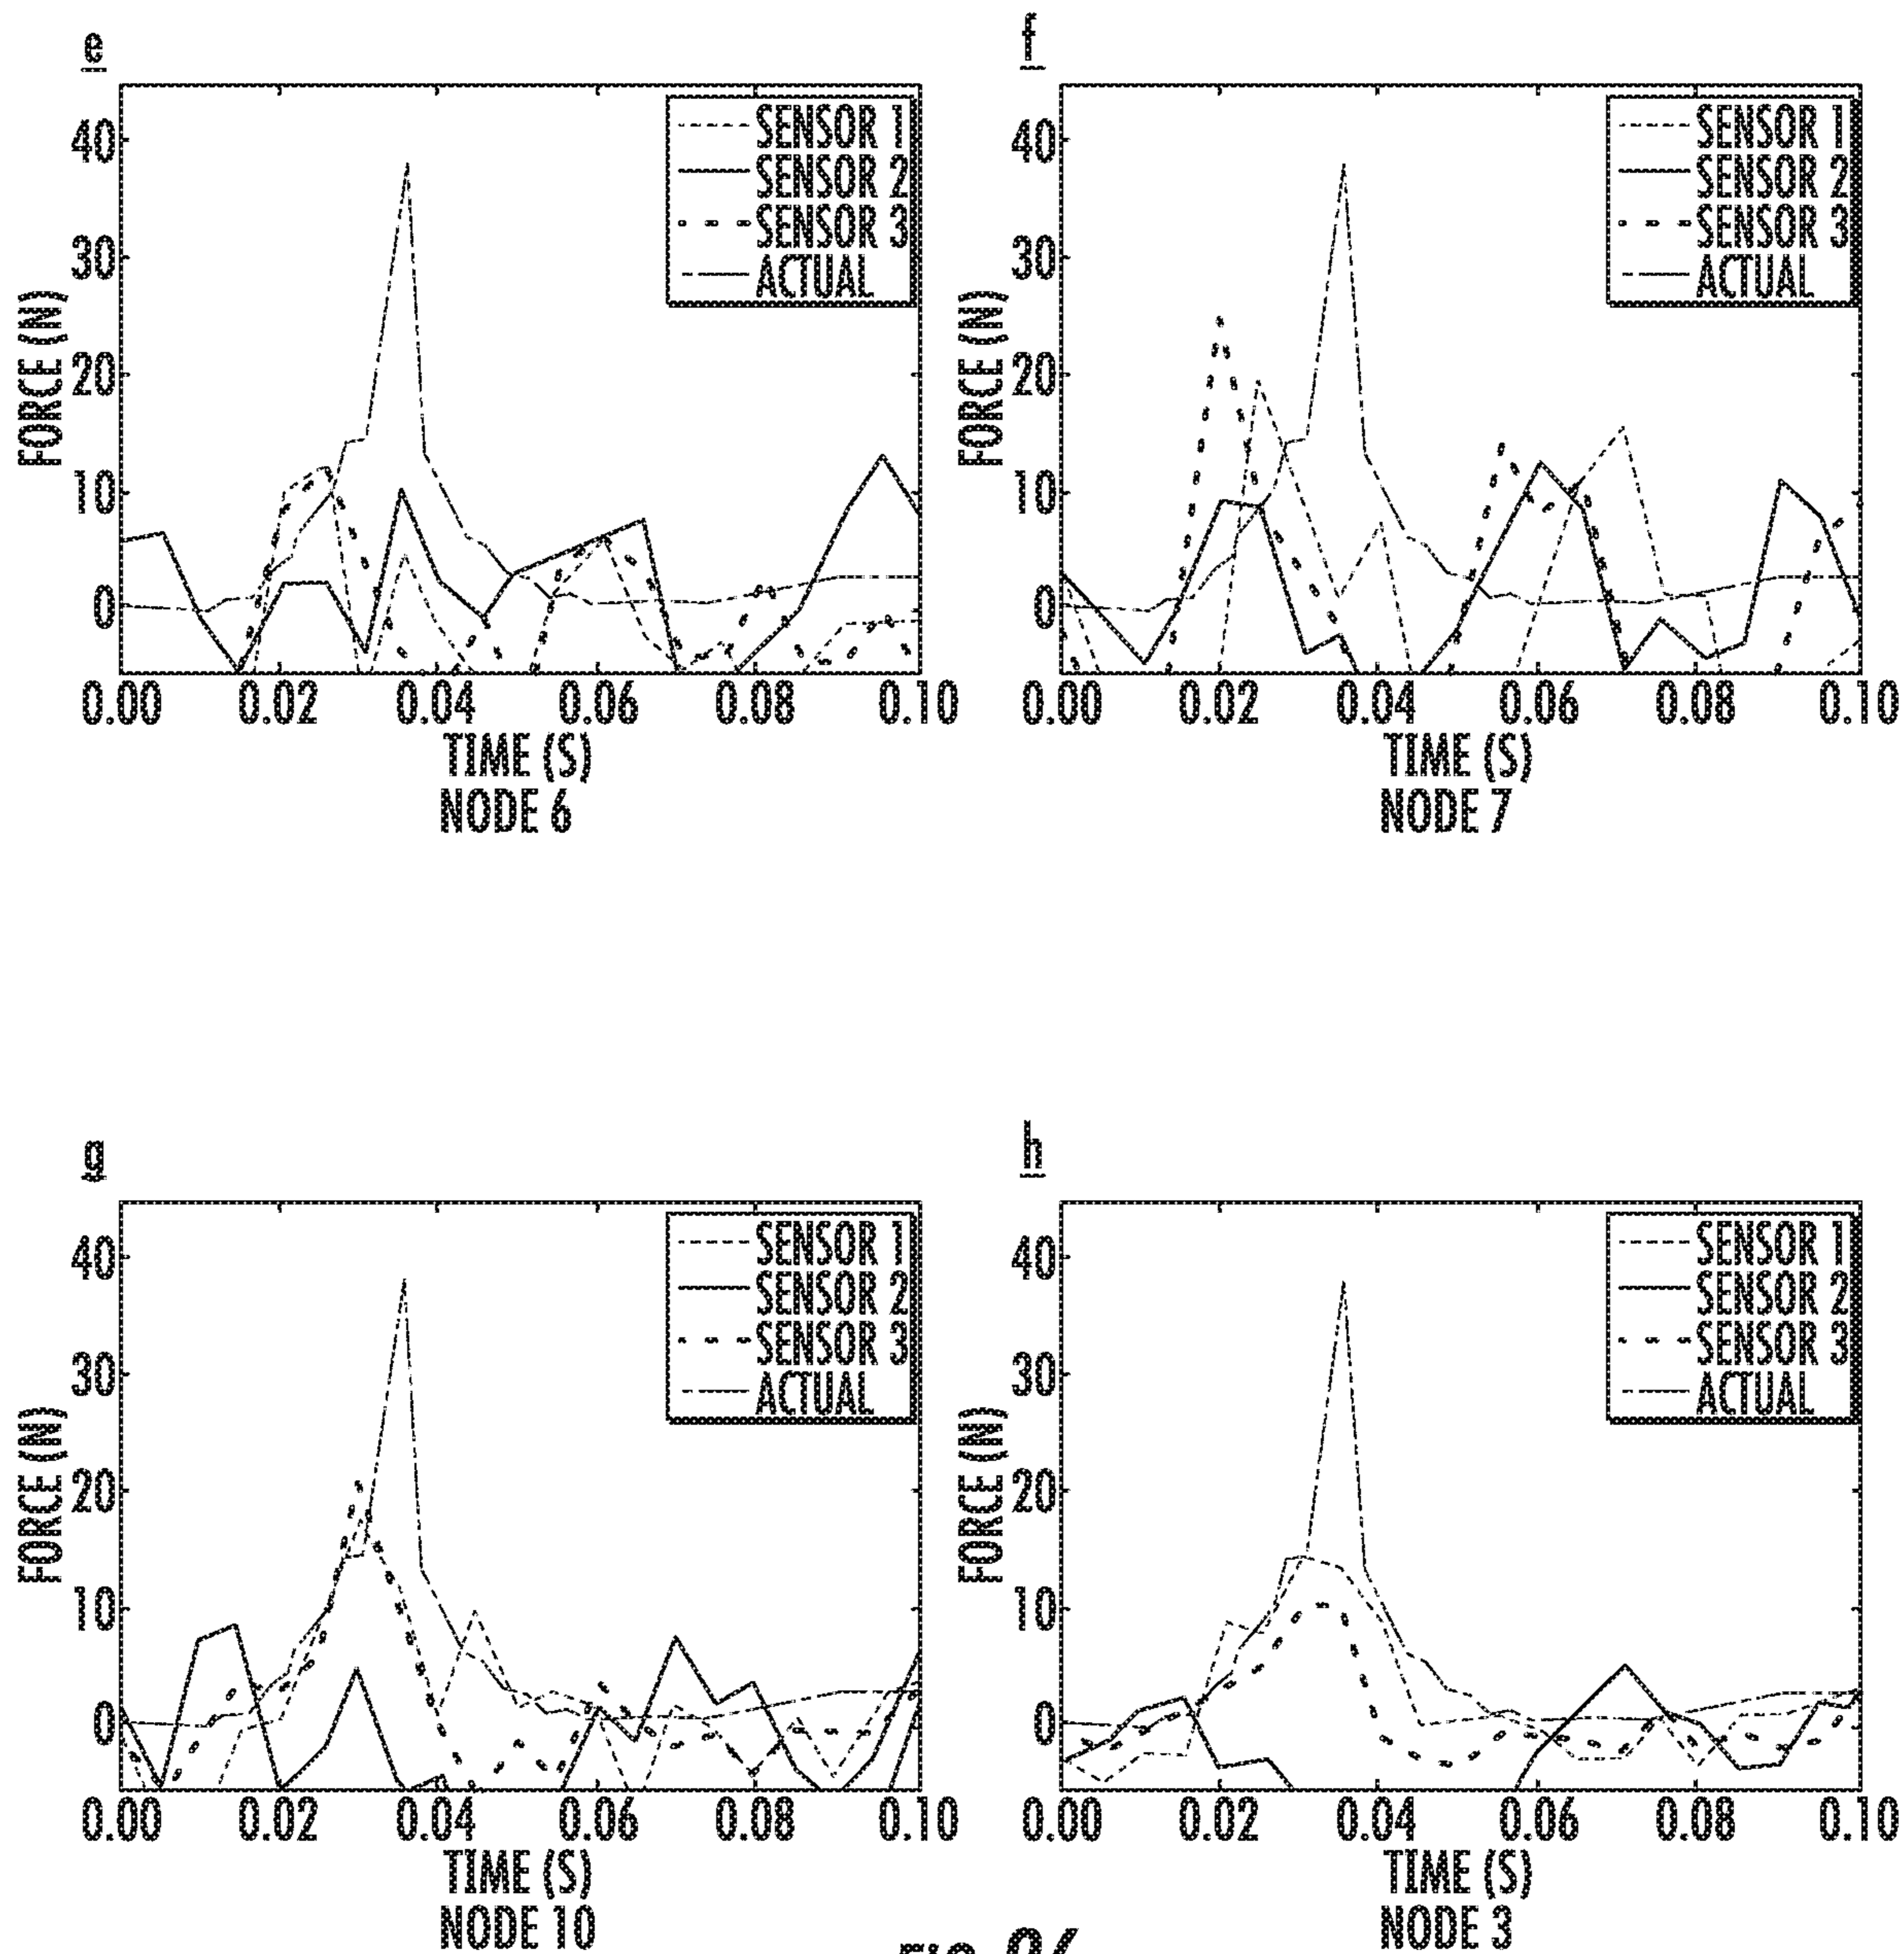 e
40
30
20
10
0
FORCE (N)
SENSOR 1
SENSOR 2
SENSOR 3
ACTUAL
0.00 0.02 0.04 0.06 0.08 0.10
TIME (S)
NODE 6
f
40
30
20
10
0
FORCE (N)
SENSOR 1
SENSOR 2
SENSOR 3
ACTUAL
0.00 0.02 0.04 0.06 0.08 0.10
TIME (S)
NODE 7
g
40
30
20
10
0
FORCE (N)
SENSOR 1
SENSOR 2
SENSOR 3
ACTUAL
0.00 0.02 0.04 0.06 0.08 0.10
TIME (S)
NODE 10
h
40
30
20
10
0
FORCE (N)
SENSOR 1
SENSOR 2
SENSOR 3
ACTUAL
0.00 0.02 0.04 0.06 0.08 0.10
TIME (S)
NODE 3